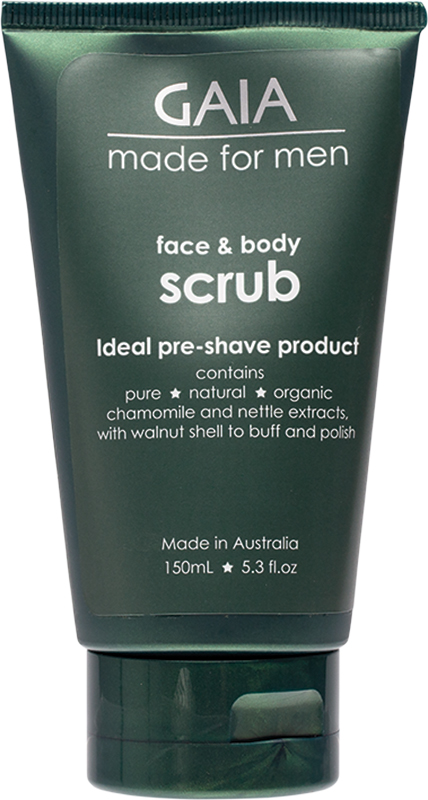 GAIA
made for men
face & body
scrub
Ideal pre-shave product
contains
pure ★ natural ★ organic
chamomile and nettle extracts,
with walnut shell to buff and polish
Made in Australia
150mL ★ 5.3 fl.oz